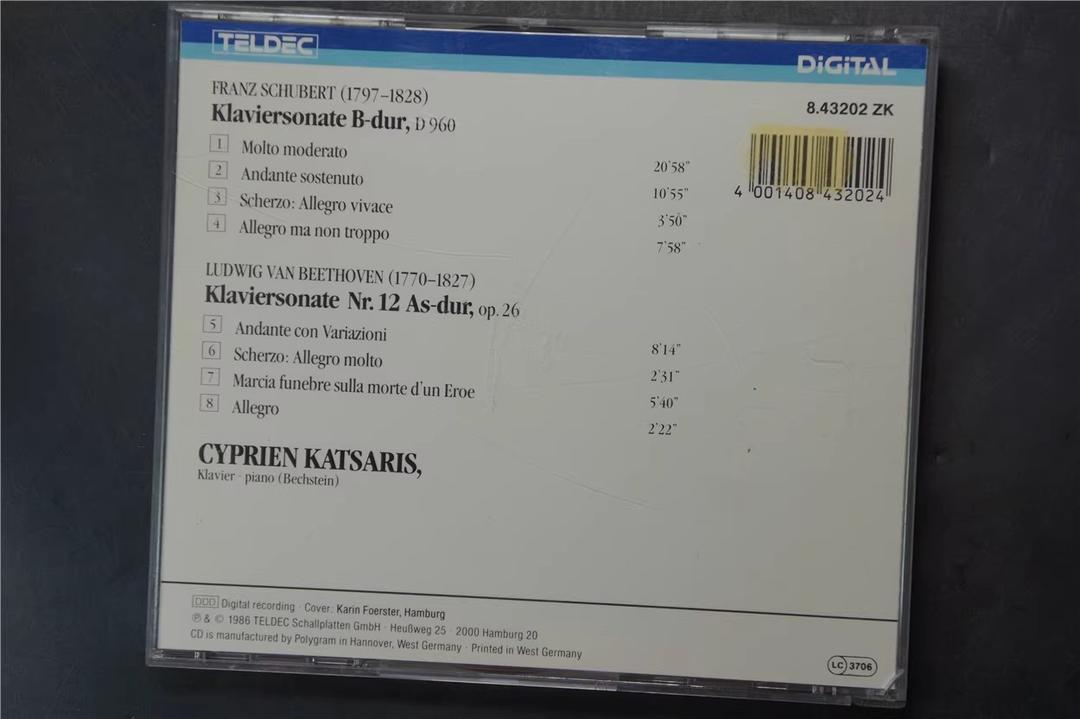 TELDEC
DIGITAL
FRANZ SCHUBERT (1797–1828)
Klaviersonate B-dur, D 960
8.43202 ZK
1 Molto moderato 20'58"
2 Andante sostenuto 10'55"
3 Scherzo: Allegro vivace 3'50"
4 Allegro ma non troppo 7'58"
4 001408 432024
LUDWIG VAN BEETHOVEN (1770–1827)
Klaviersonate Nr. 12 As-dur, op. 26
5 Andante con Variazioni 8'14"
6 Scherzo: Allegro molto 2'31"
7 Marcia funebre sulla morte d'un Eroe 5'40"
8 Allegro 2'22"
CYPRIEN KATSARIS,
Klavier · piano (Bechstein)
DDD Digital recording · Cover: Karin Foerster, Hamburg
℗ & © 1986 TELDEC Schallplatten GmbH · Heußweg 25 · 2000 Hamburg 20
CD is manufactured by Polygram in Hannover, West Germany · Printed in West Germany
LC 3706